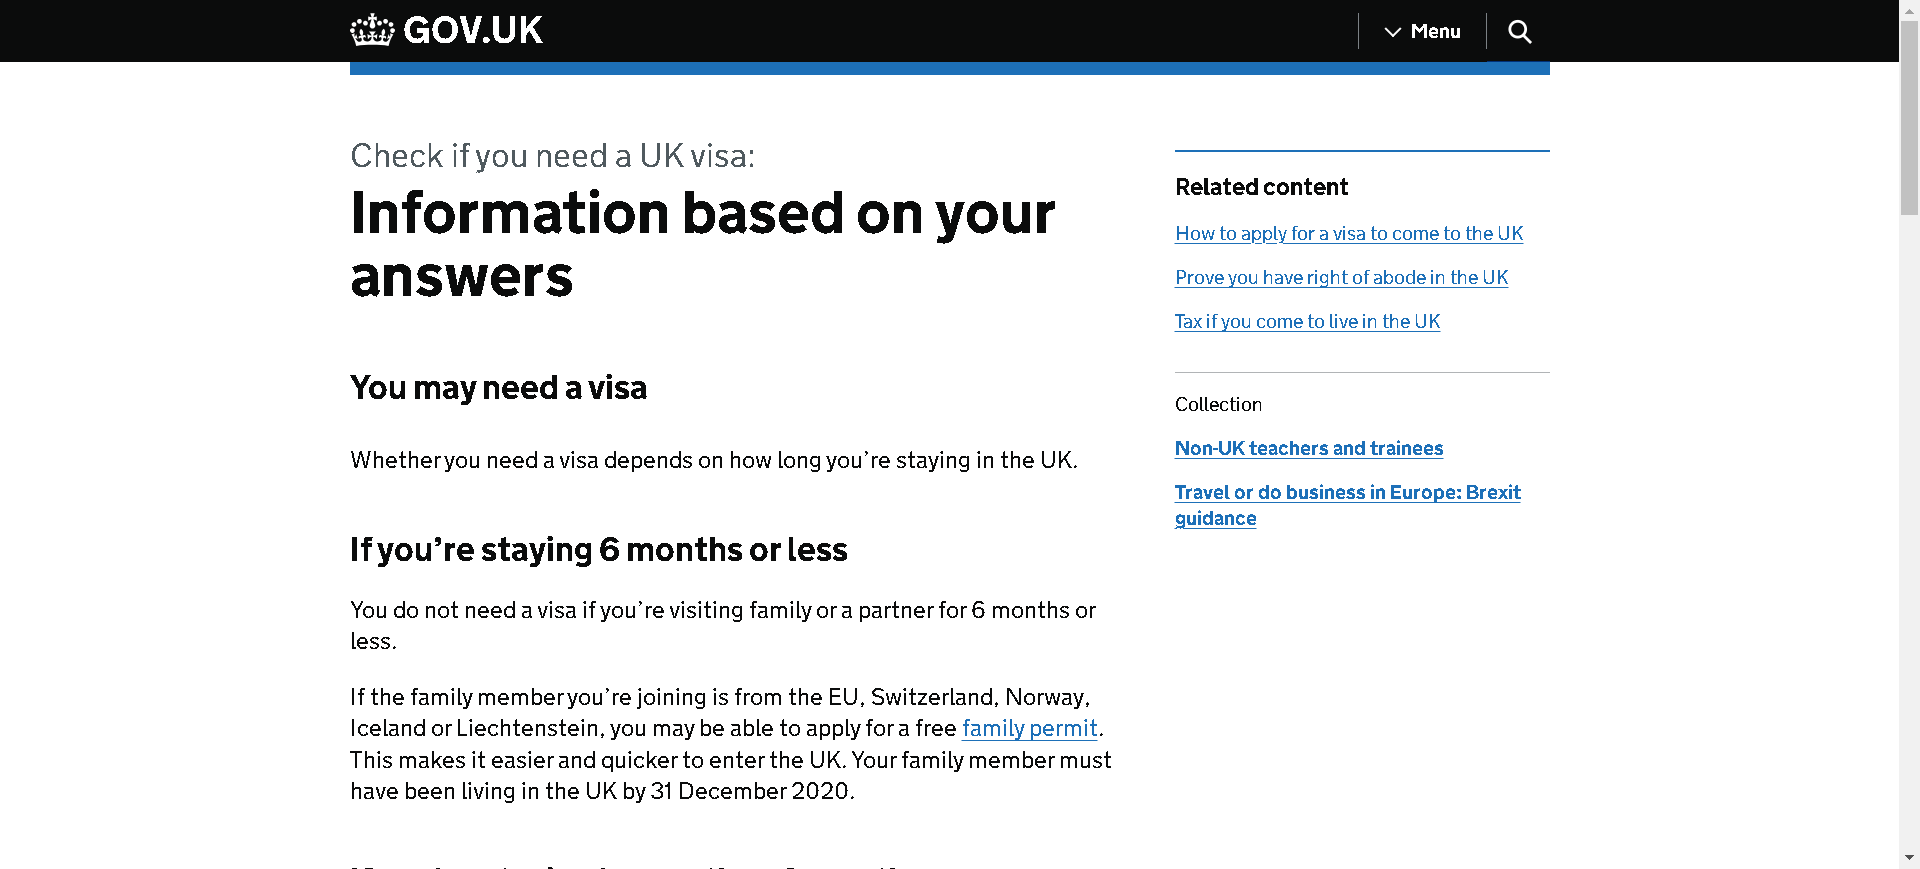 GOV.UK
Menu
Check if you need a UK visa:
Information based on your
answers
You may need a visa
Whether you need a visa depends on how long you’re staying in the UK.
If you’re staying 6 months or less
You do not need a visa if you’re visiting family or a partner for 6 months or
less.
If the family member you’re joining is from the EU, Switzerland, Norway,
Iceland or Liechtenstein, you may be able to apply for a free family permit.
This makes it easier and quicker to enter the UK. Your family member must
have been living in the UK by 31 December 2020.
Related content
How to apply for a visa to come to the UK
Prove you have right of abode in the UK
Tax if you come to live in the UK
Collection
Non-UK teachers and trainees
Travel or do business in Europe: Brexit
guidance